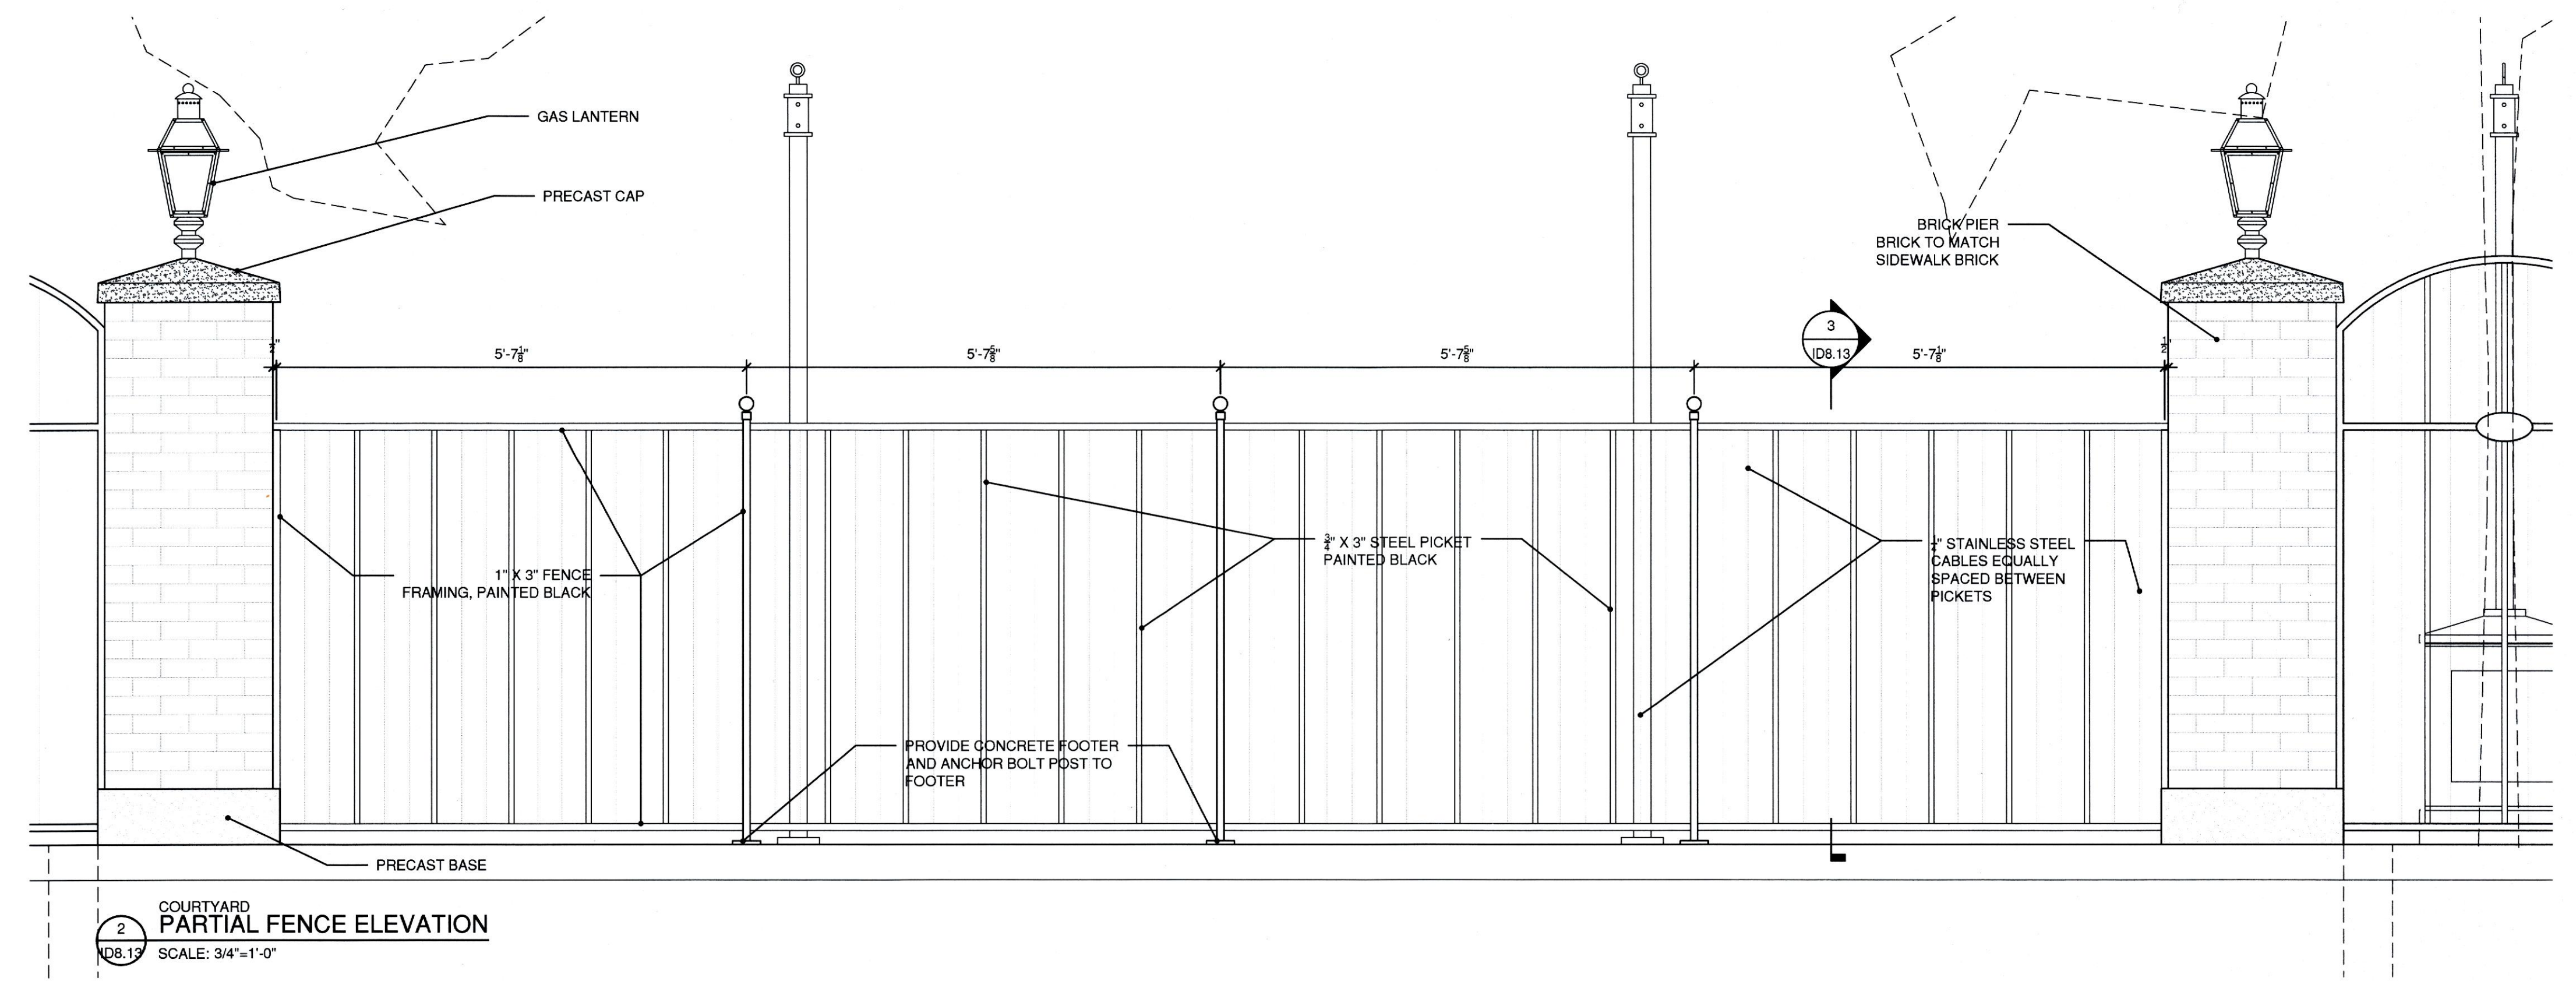 GAS LANTERN
PRECAST CAP
BRICK PIER
BRICK TO MATCH
SIDEWALK BRICK
3
ID8.13
1/2"
5'-7 1/8"
5'-7 5/8"
5'-7 5/8"
5'-7 1/8"
1/2"
1" X 3" FENCE
FRAMING, PAINTED BLACK
3/4" X 3" STEEL PICKET
PAINTED BLACK
1/4" STAINLESS STEEL
CABLES EQUALLY
SPACED BETWEEN
PICKETS
PROVIDE CONCRETE FOOTER
AND ANCHOR BOLT POST TO
FOOTER
PRECAST BASE
2
ID8.13
COURTYARD
PARTIAL FENCE ELEVATION
SCALE: 3/4"=1'-0"